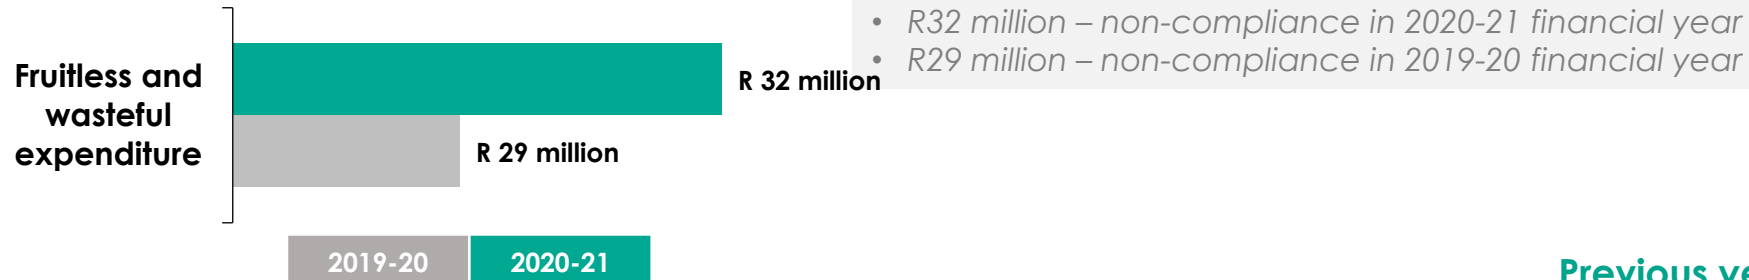 • R32 million – non-compliance in 2020-21 financial year
• R29 million – non-compliance in 2019-20 financial year
Fruitless and
wasteful
expenditure
R 32 million
R 29 million
2019-20
2020-21
Previous